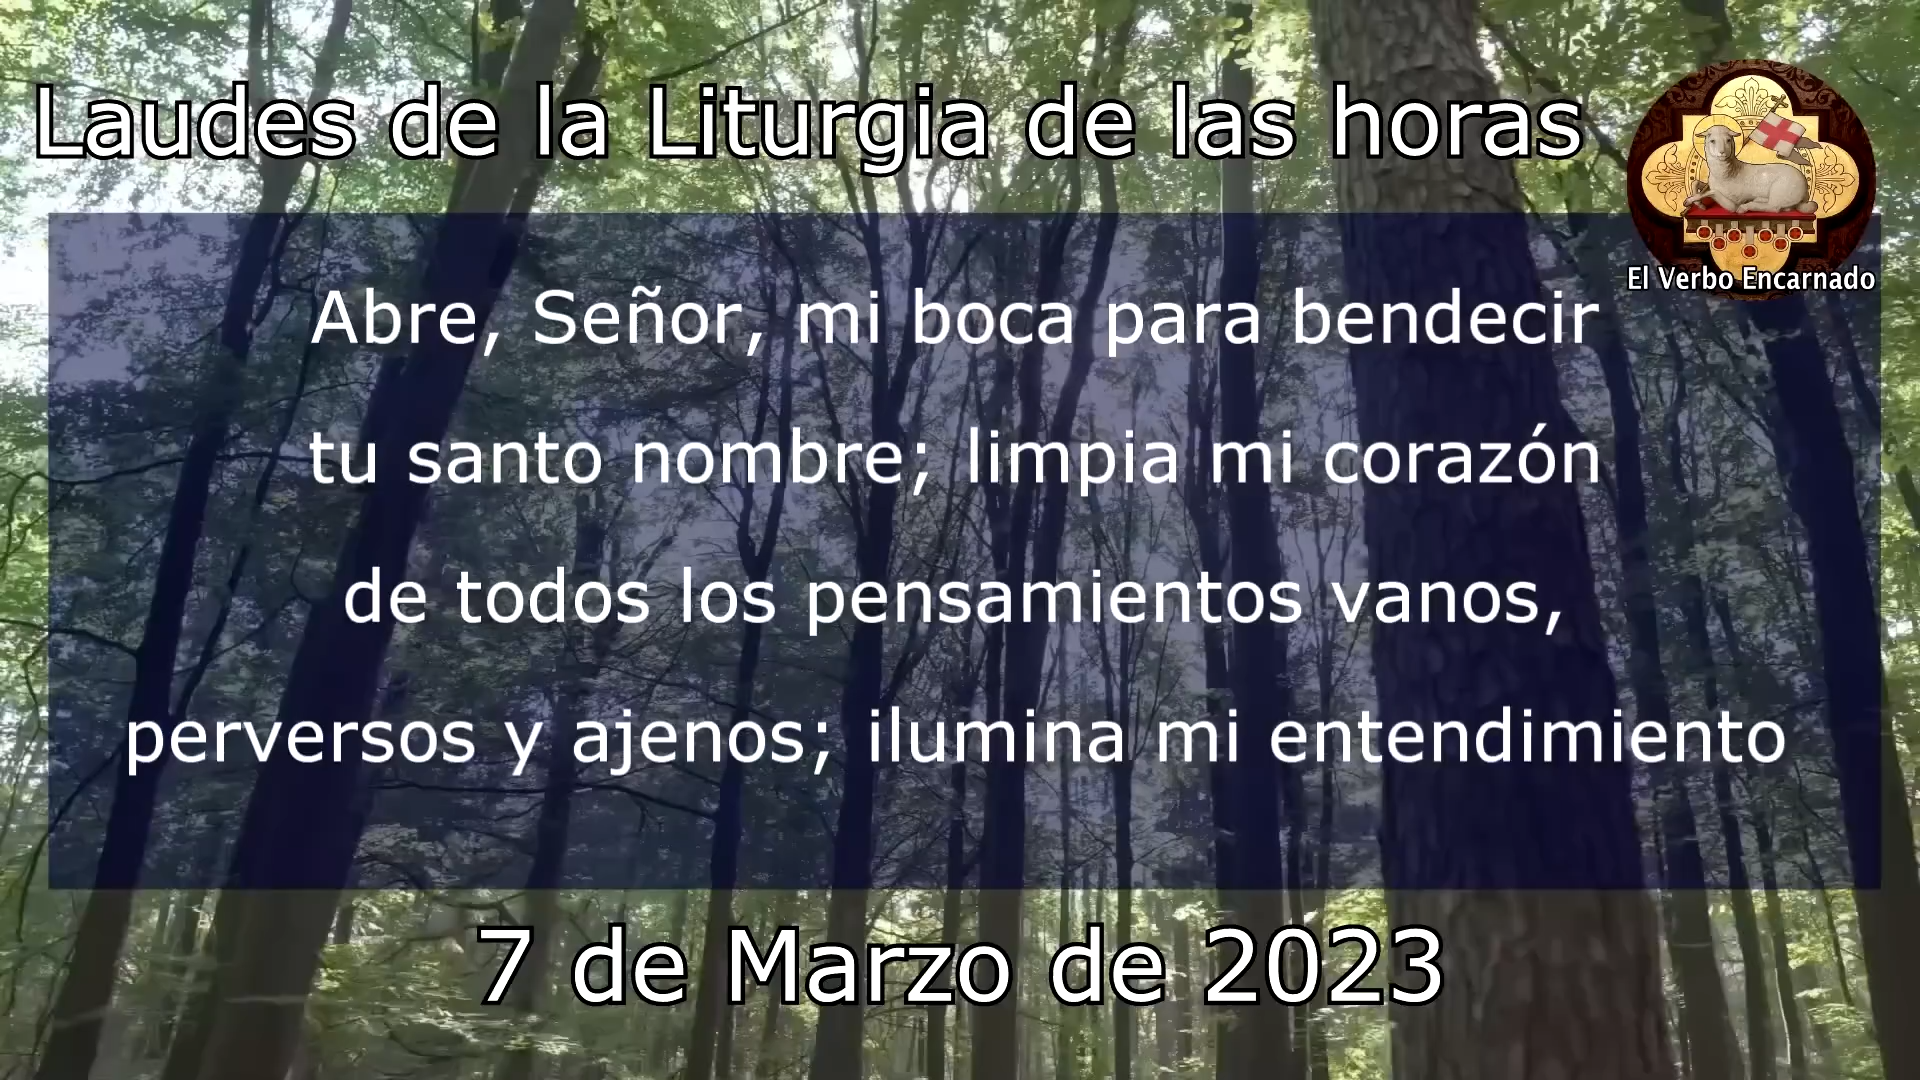 Laudes de la Liturgia de las horas
El Verbo Encarnado
Abre, Señor, mi boca para bendecir
tu santo nombre; limpia mi corazón
de todos los pensamientos vanos,
perversos y ajenos; ilumina mi entendimiento
7 de Marzo de 2023